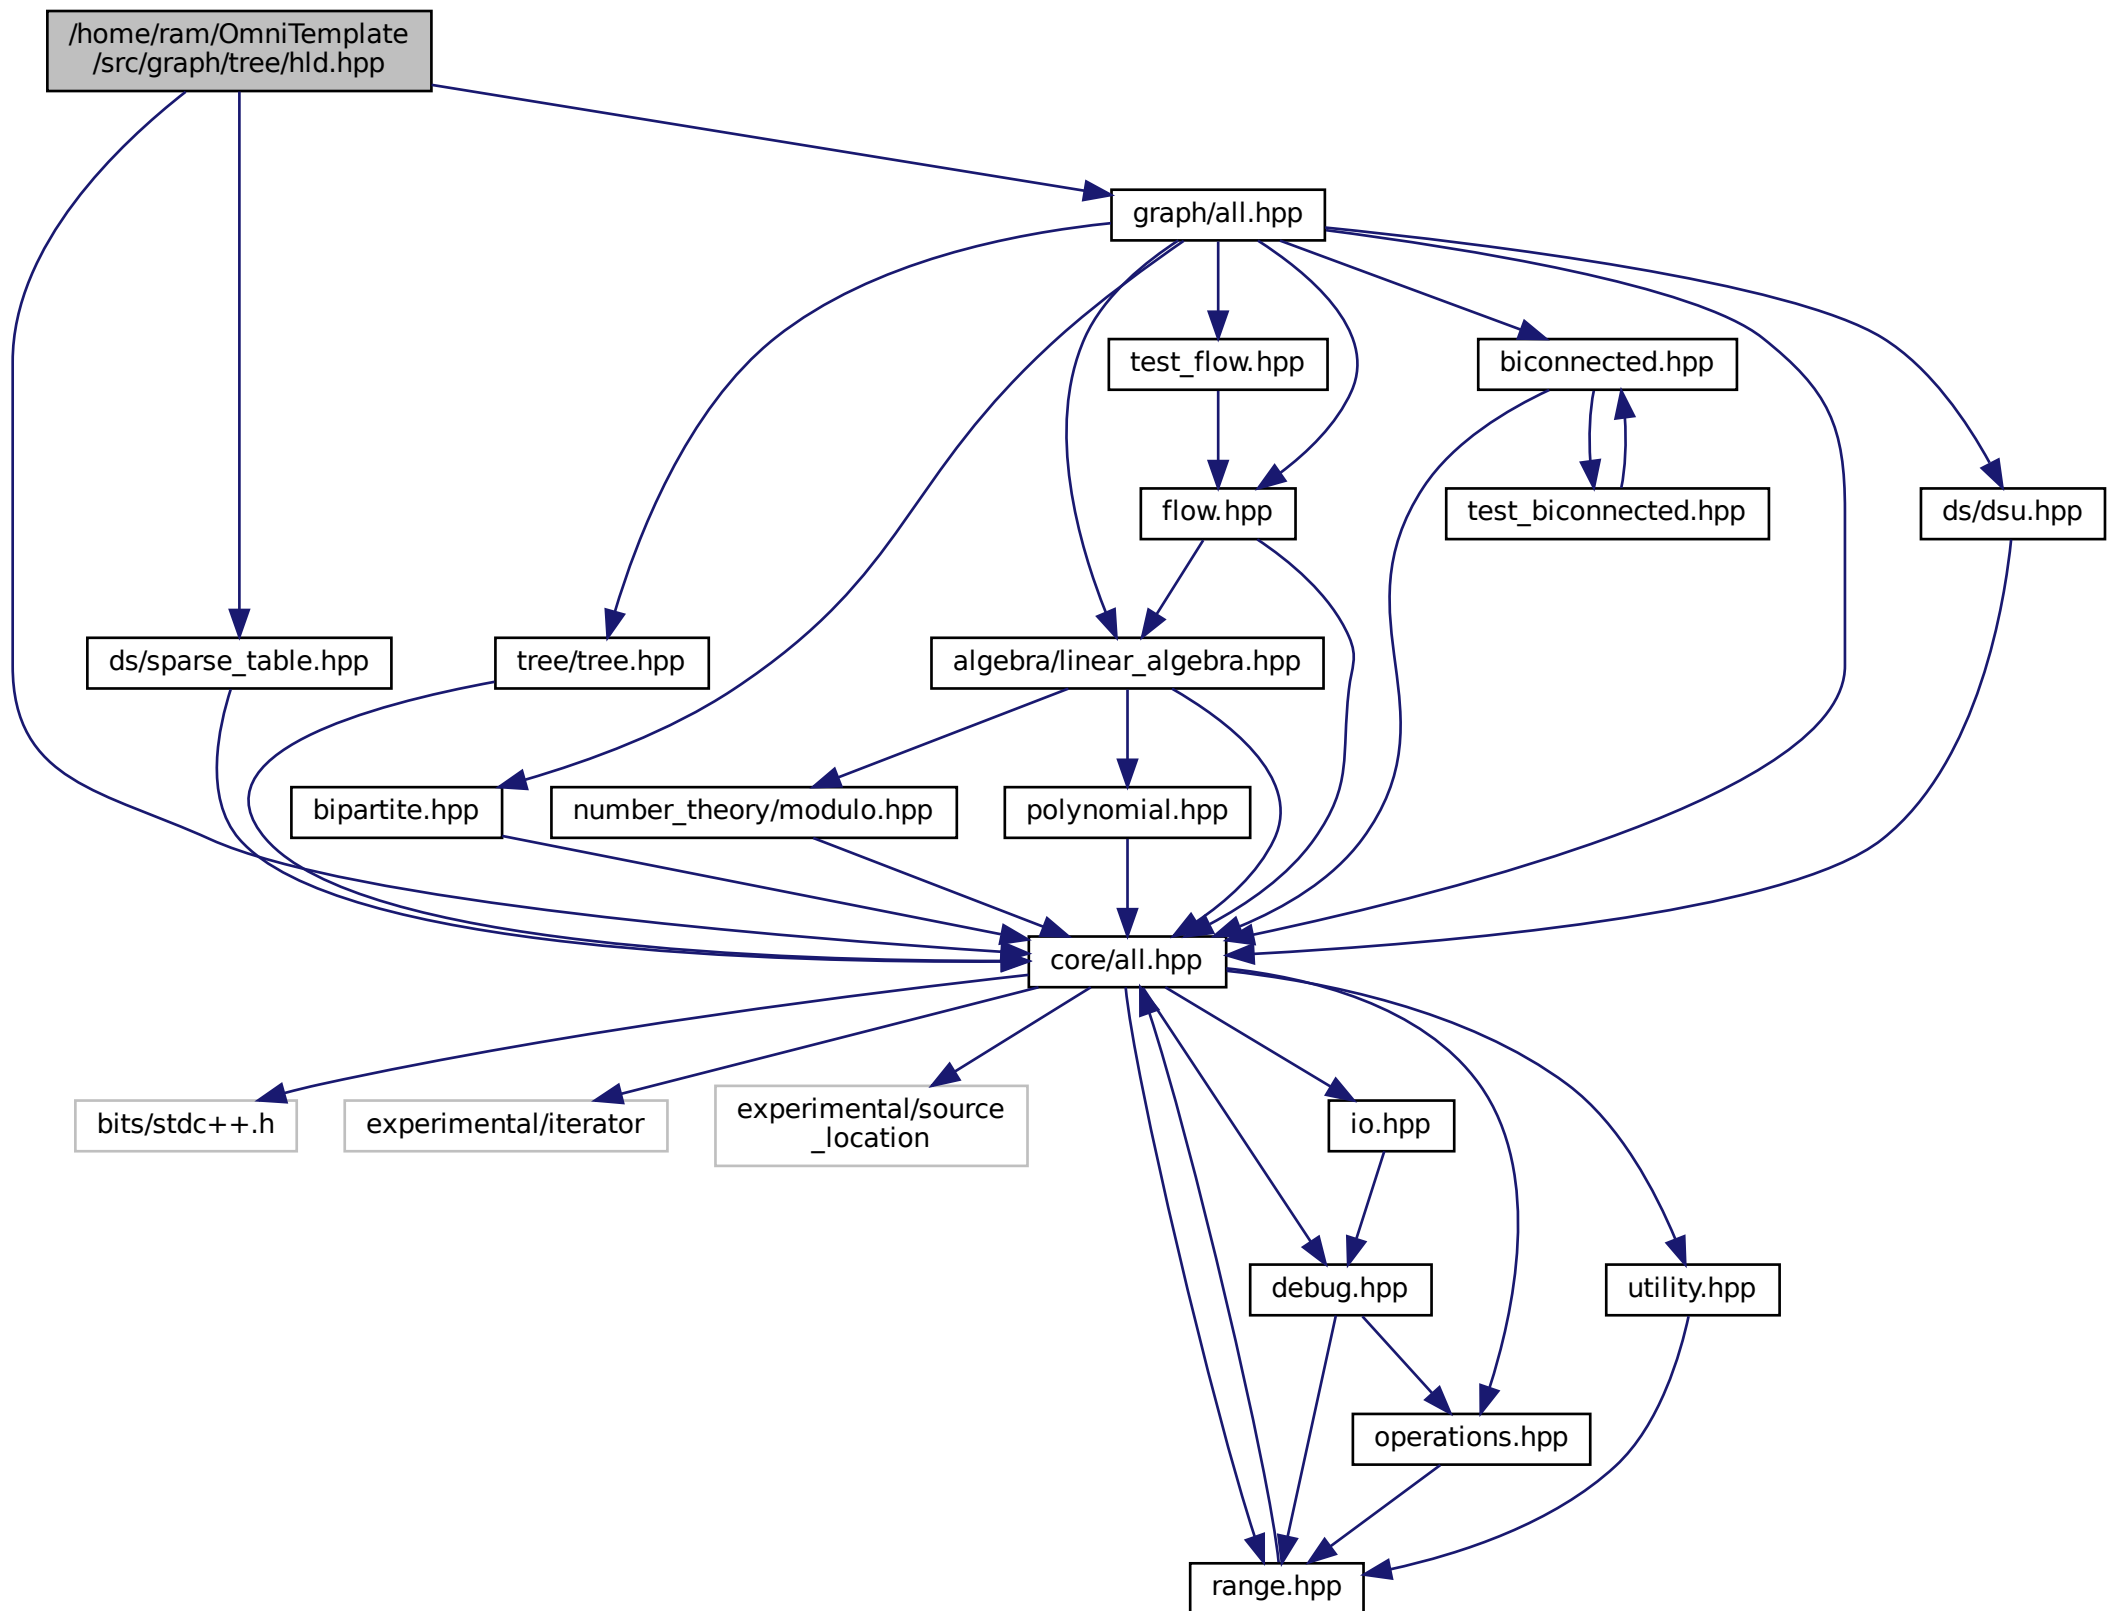 /home/ram/OmniTemplate
/src/graph/tree/hld.hpp
graph/all.hpp
test_flow.hpp
biconnected.hpp
flow.hpp
test_biconnected.hpp
ds/dsu.hpp
ds/sparse_table.hpp
tree/tree.hpp
algebra/linear_algebra.hpp
bipartite.hpp
number_theory/modulo.hpp
polynomial.hpp
core/all.hpp
bits/stdc++.h
experimental/iterator
experimental/source
_location
io.hpp
debug.hpp
utility.hpp
operations.hpp
range.hpp